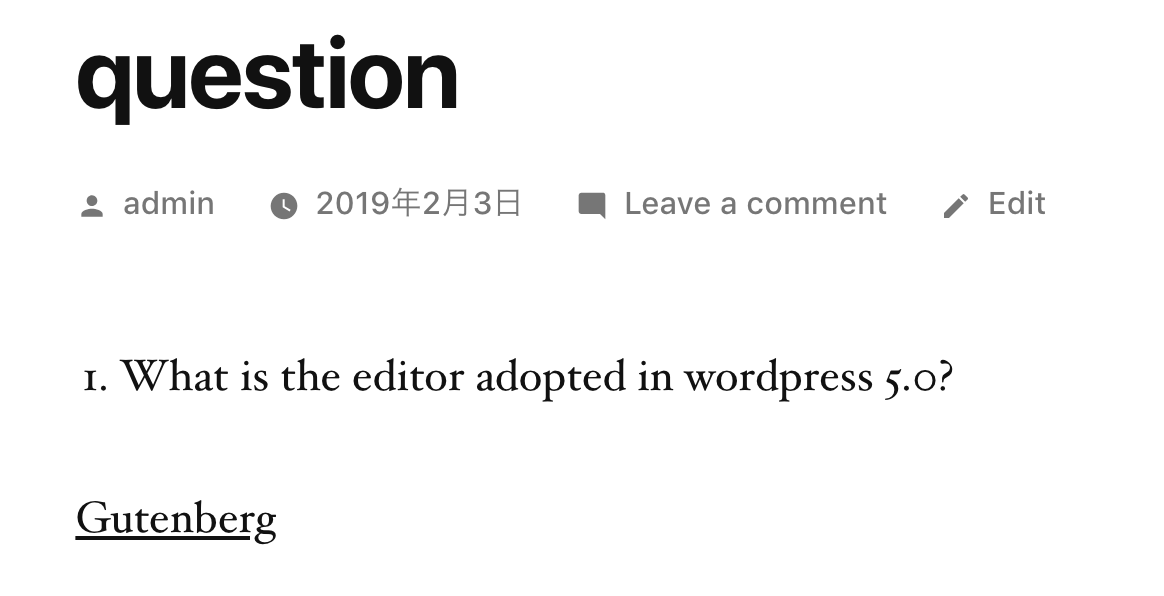 question
admin 2019年2月3日 Leave a comment Edit
1. What is the editor adopted in wordpress 5.0?
Gutenberg